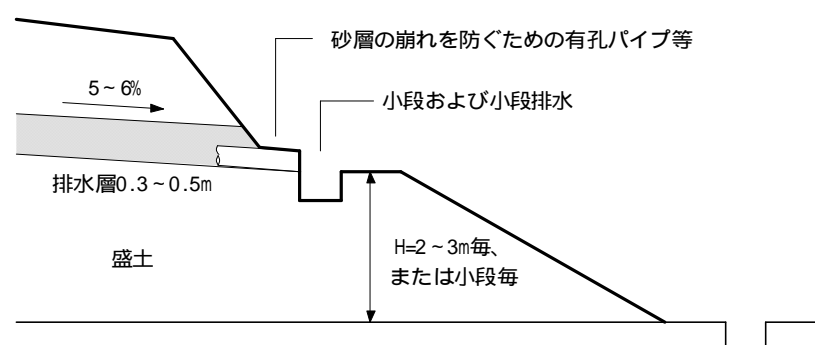 砂層の崩れを防ぐための有孔パイプ等
5~6%
小段および小段排水
排水層0.3~0.5m
盛土
H=2~3m毎、
または小段毎